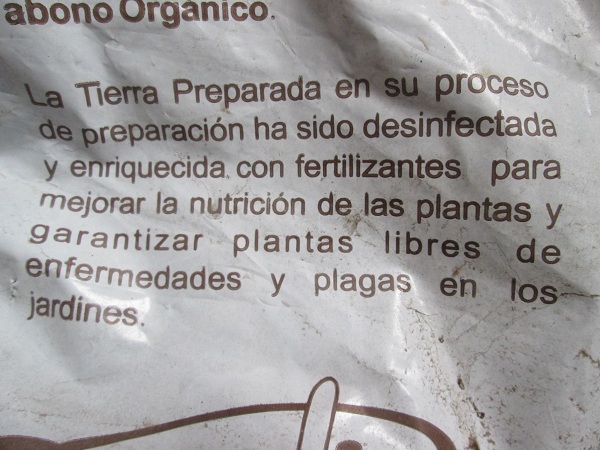 abono Organico.
La Tierra Preparada en su proceso
de preparación ha sido desinfectada
y enriquecida con fertilizantes para
mejorar la nutrición de las plantas y
garantizar plantas libres de
enfermedades y plagas en los
jardines.